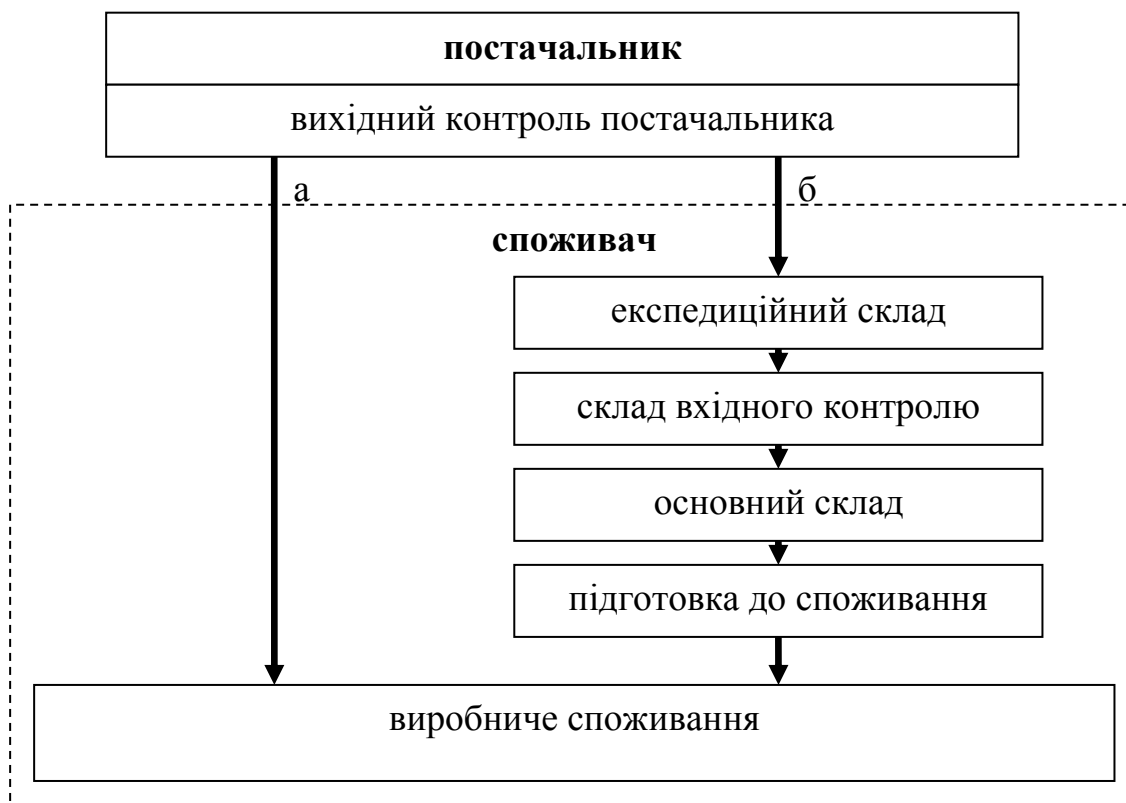 постачальник
вихідний контроль постачальника
а
б
споживач
експедиційний склад
склад вхідного контролю
основний склад
підготовка до споживання
виробниче споживання